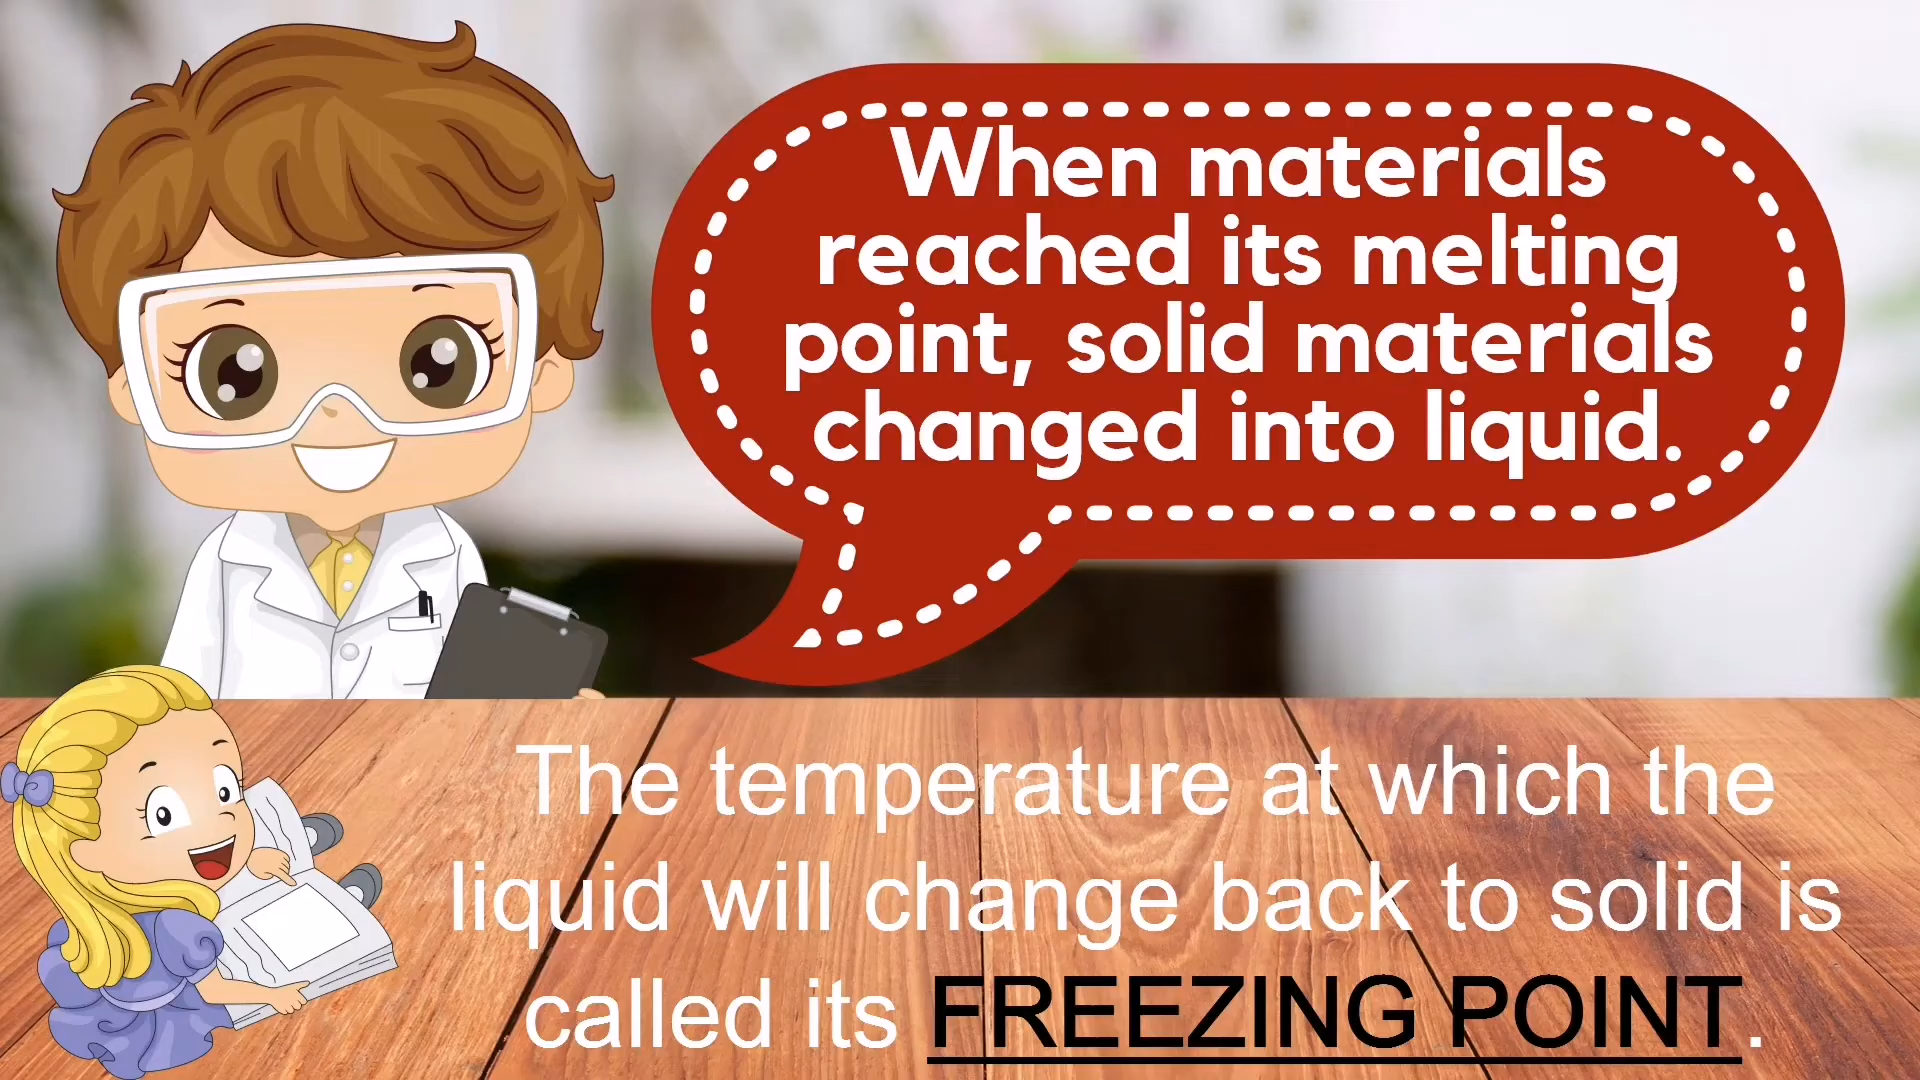 When materials
reached its melting
point, solid materials
changed into liquid.
The temperature at which the
liquid will change back to solid is
called its FREEZING POINT.